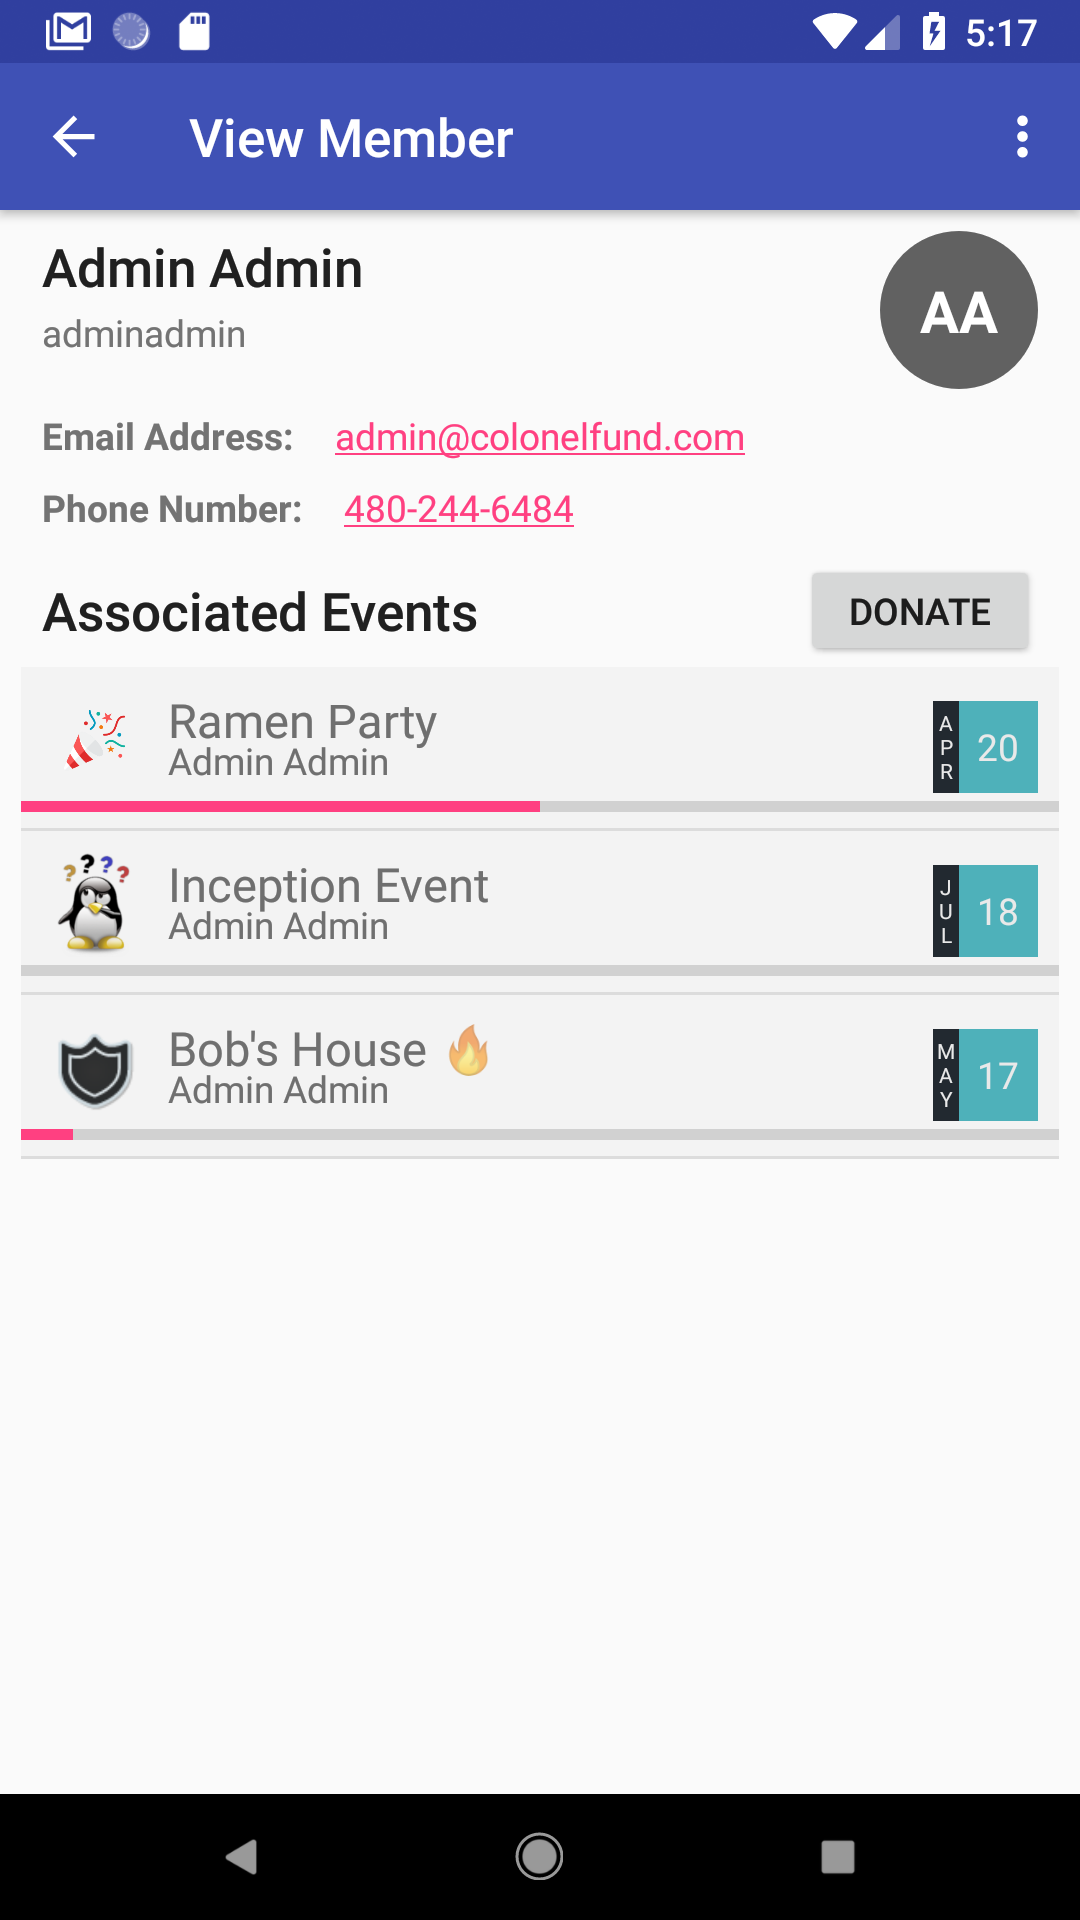 5:17
View Member
Admin Admin
adminadmin
AA
Email Address: admin@colonelfund.com
Phone Number: 480-244-6484
Associated Events
DONATE
Ramen Party
Admin Admin
APR
20
Inception Event
Admin Admin
JUL
18
Bob's House 🔥
Admin Admin
MAY
17